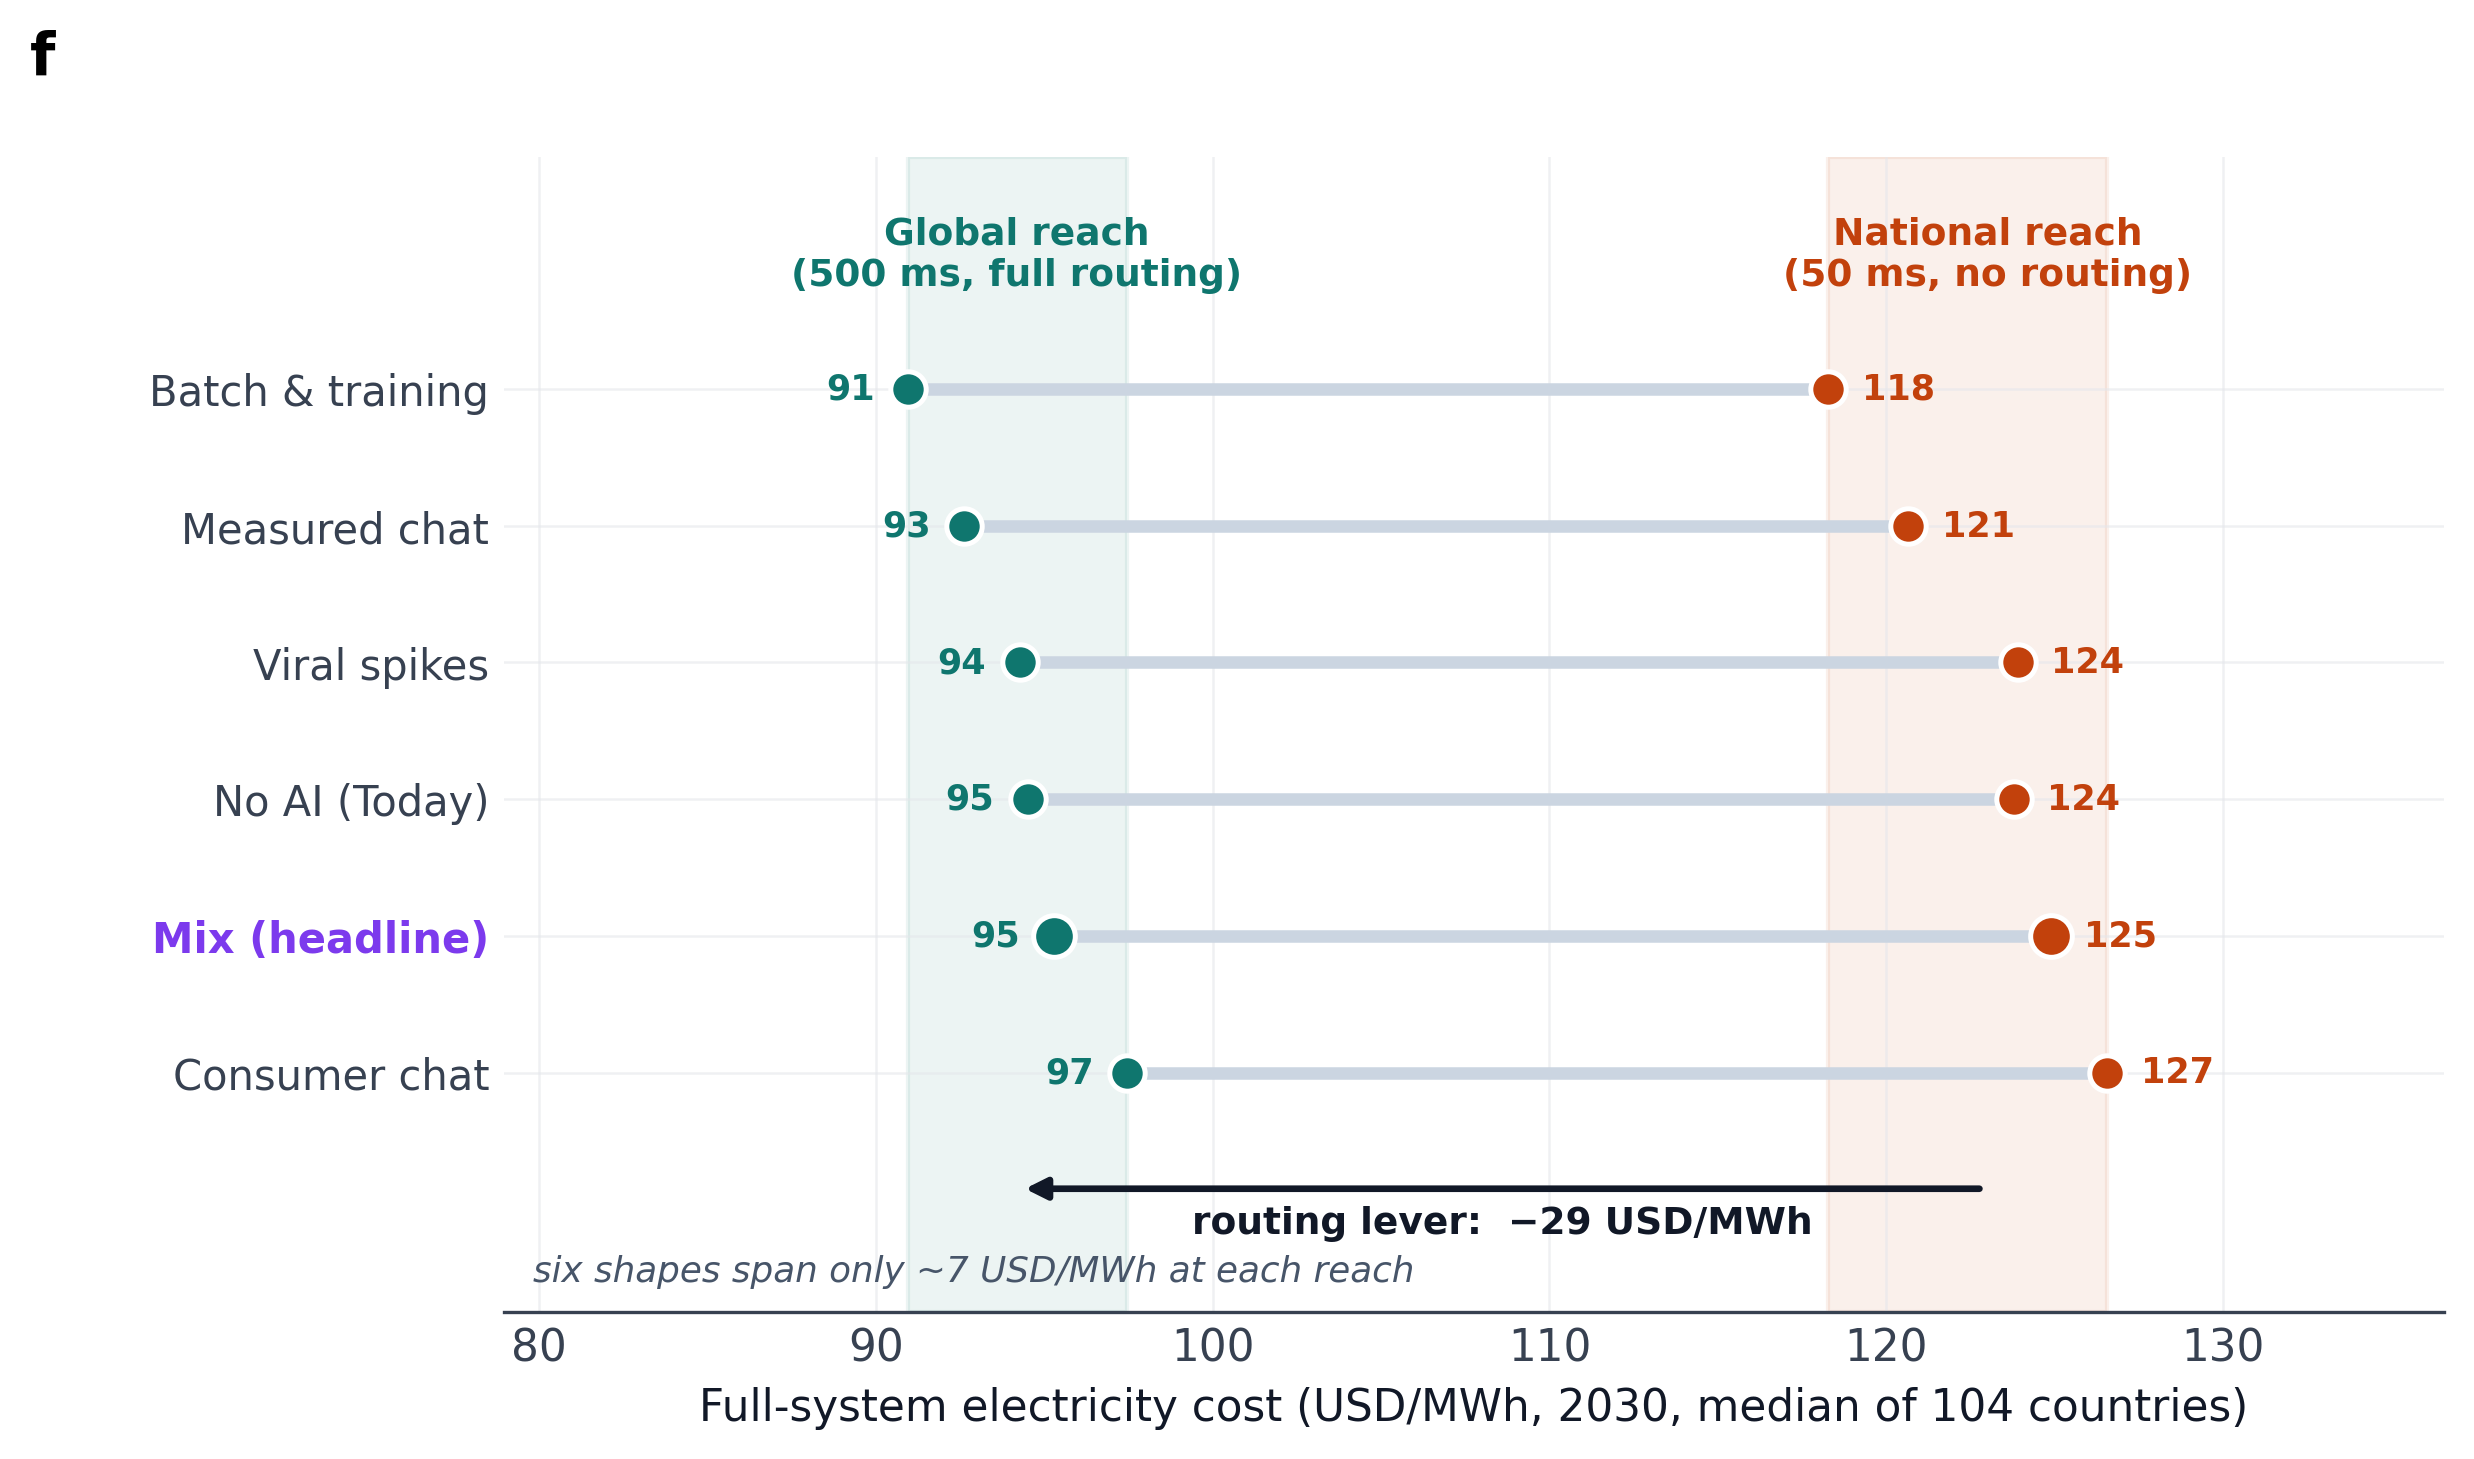 f
Global reach
(500 ms, full routing)
National reach
(50 ms, no routing)
Batch & training
91
118
Measured chat
93
121
Viral spikes
94
124
No AI (Today)
95
124
Mix (headline)
95
125
Consumer chat
97
127
routing lever:  −29 USD/MWh
six shapes span only ~7 USD/MWh at each reach
80 90 100 110 120 130
Full-system electricity cost (USD/MWh, 2030, median of 104 countries)